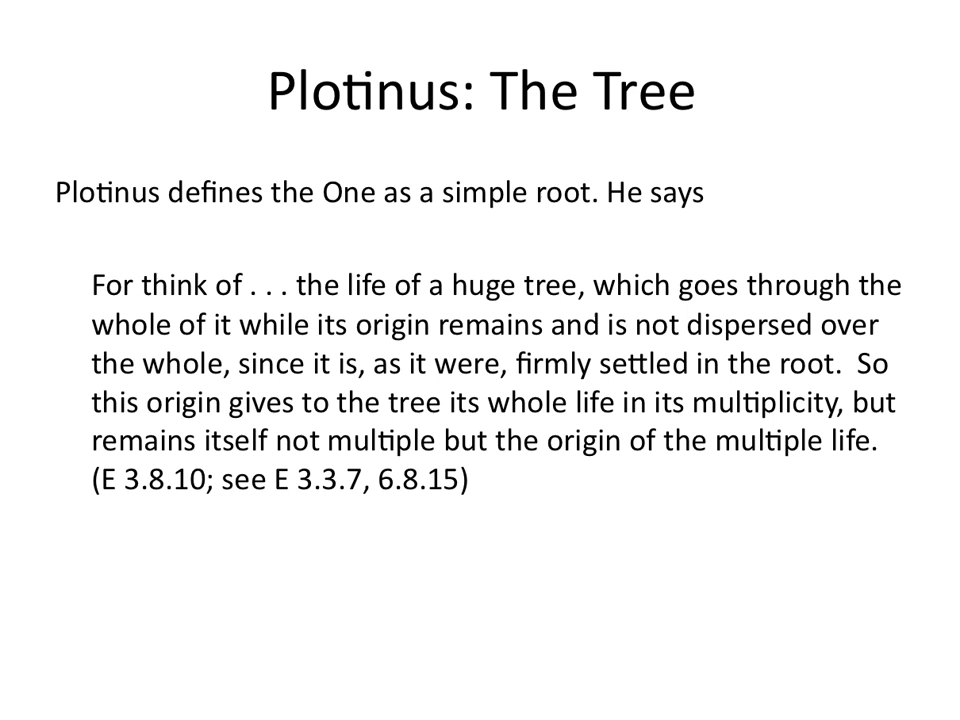 Plotinus: The Tree
Plotinus defines the One as a simple root. He says
For think of . . . the life of a huge tree, which goes through the
whole of it while its origin remains and is not dispersed over
the whole, since it is, as it were, firmly settled in the root.  So
this origin gives to the tree its whole life in its multiplicity, but
remains itself not multiple but the origin of the multiple life.
(E 3.8.10; see E 3.3.7, 6.8.15)